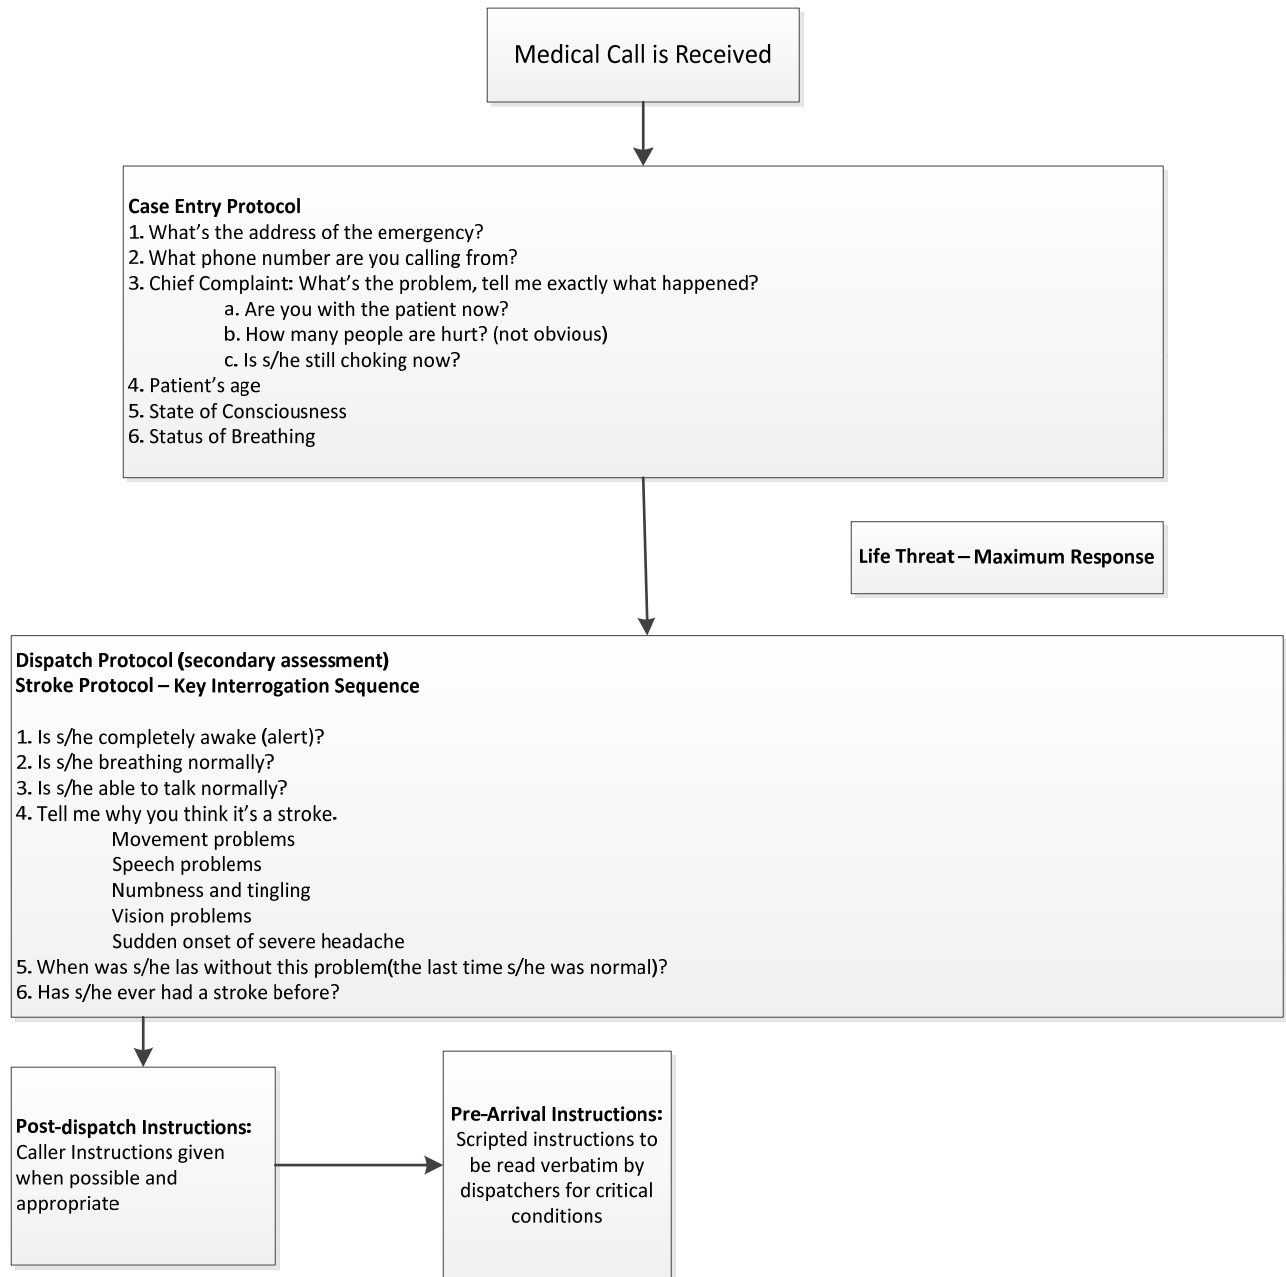 Medical Call is Received
Case Entry Protocol
1. What's the address of the emergency?
2. What phone number are you calling from?
3. Chief Complaint: What's the problem, tell me exactly what happened?
a. Are you with the patient now?
b. How many people are hurt? (not obvious)
c. Is s/he still choking now?
4. Patient's age
5. State of Consciousness
6. Status of Breathing
Life Threat – Maximum Response
Dispatch Protocol (secondary assessment)
Stroke Protocol – Key Interrogation Sequence
1. Is s/he completely awake (alert)?
2. Is s/he breathing normally?
3. Is s/he able to talk normally?
4. Tell me why you think it's a stroke.
Movement problems
Speech problems
Numbness and tingling
Vision problems
Sudden onset of severe headache
5. When was s/he las without this problem(the last time s/he was normal)?
6. Has s/he ever had a stroke before?
Post-dispatch Instructions:
Caller Instructions given
when possible and
appropriate
Pre-Arrival Instructions:
Scripted instructions to
be read verbatim by
dispatchers for critical
conditions